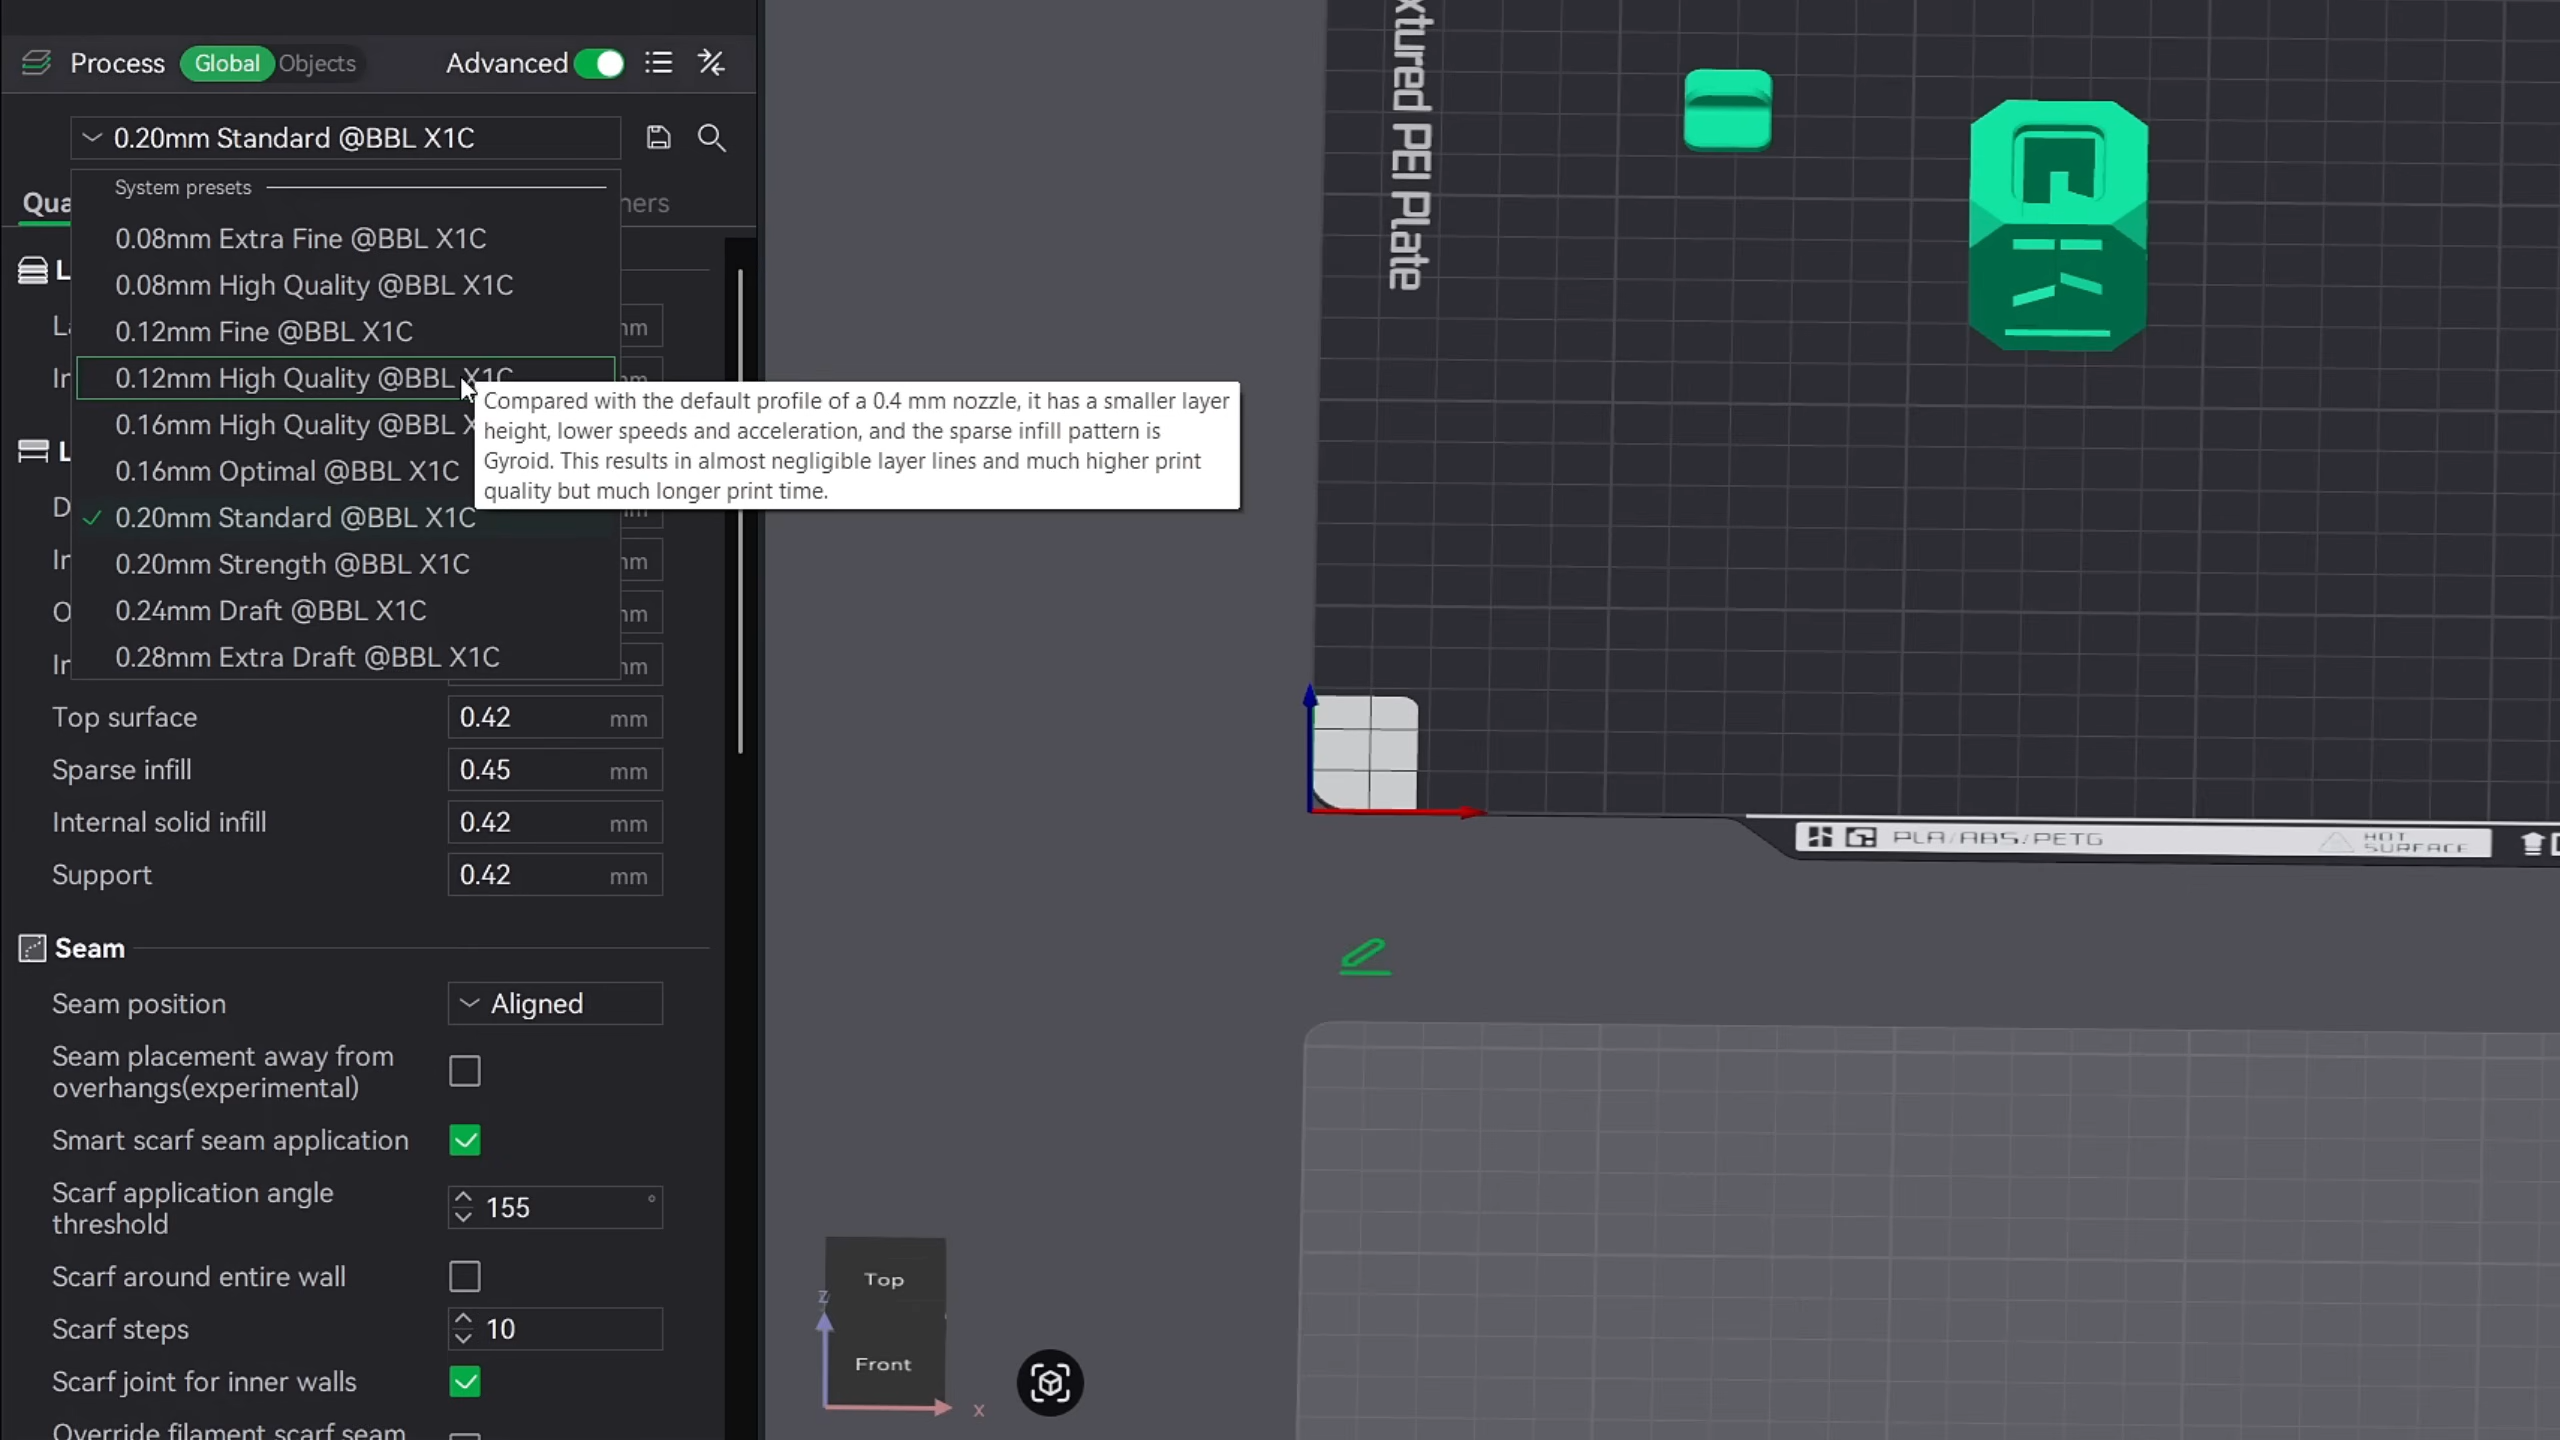 Process Global Objects Advanced
0.20mm Standard @BBL X1C
System presets
0.08mm Extra Fine @BBL X1C
0.08mm High Quality @BBL X1C
0.12mm Fine @BBL X1C
0.12mm High Quality @BBL X1C
0.16mm High Quality @BBL X
0.16mm Optimal @BBL X1C
0.20mm Standard @BBL X1C
0.20mm Strength @BBL X1C
0.24mm Draft @BBL X1C
0.28mm Extra Draft @BBL X1C
Compared with the default profile of a 0.4 mm nozzle, it has a smaller layer
height, lower speeds and acceleration, and the sparse infill pattern is
Gyroid. This results in almost negligible layer lines and much higher print
quality but much longer print time.
Top surface 0.42 mm
Sparse infill 0.45 mm
Internal solid infill 0.42 mm
Support 0.42 mm
Seam
Seam position Aligned
Seam placement away from
overhangs(experimental)
Smart scarf seam application
Scarf application angle
threshold 155 °
Scarf around entire wall
Scarf steps 10
Scarf joint for inner walls
Override filament scarf seam
xtured PEI Plate
PLA/ABS/PETG
HOT
SURFACE
Top
Front
z
x